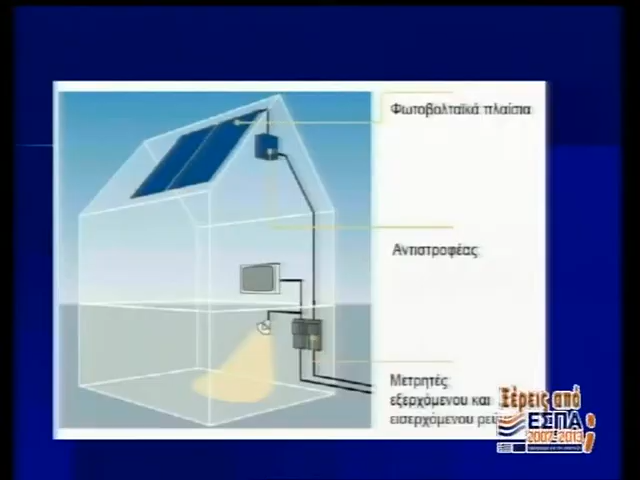 Φωτοβολταϊκά πλαίσια
Αντιστροφέας
Μετρητές
εξερχόμενου και
εισερχόμενου
Ξέρεις από
ΕΣΠΑ
2007-2013